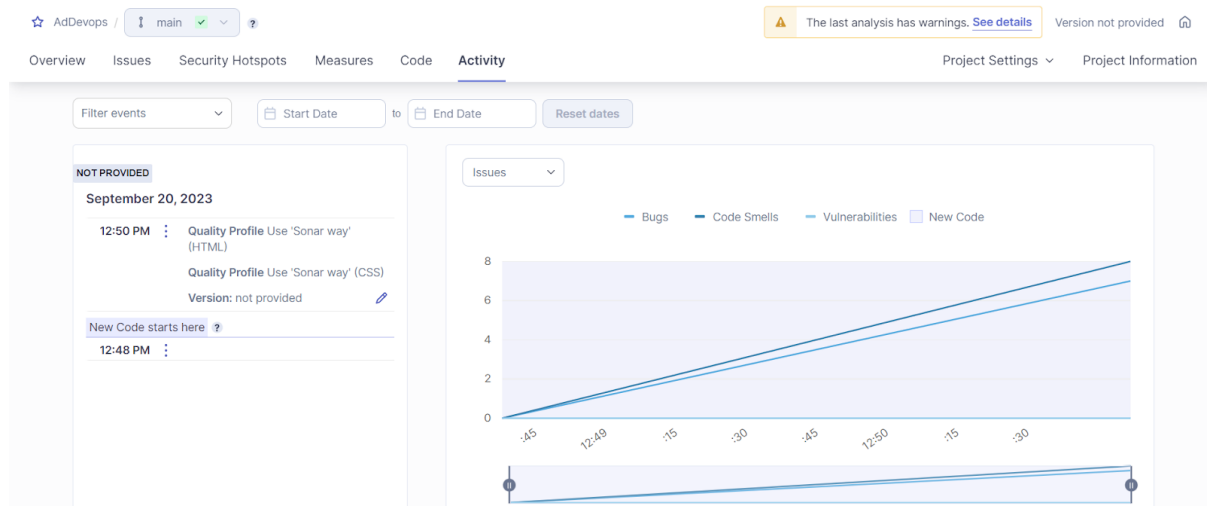 AdDevops / main ?
The last analysis has warnings. See details Version not provided
Overview Issues Security Hotspots Measures Code Activity Project Settings Project Information
Filter events Start Date to End Date Reset dates
NOT PROVIDED
September 20, 2023
12:50 PM Quality Profile Use 'Sonar way'
(HTML)
Quality Profile Use 'Sonar way' (CSS)
Version: not provided
New Code starts here ?
12:48 PM
Issues
Bugs Code Smells Vulnerabilities New Code
8
6
4
2
0
:45 12:49 :15 :30 :45 12:50 :15 :30